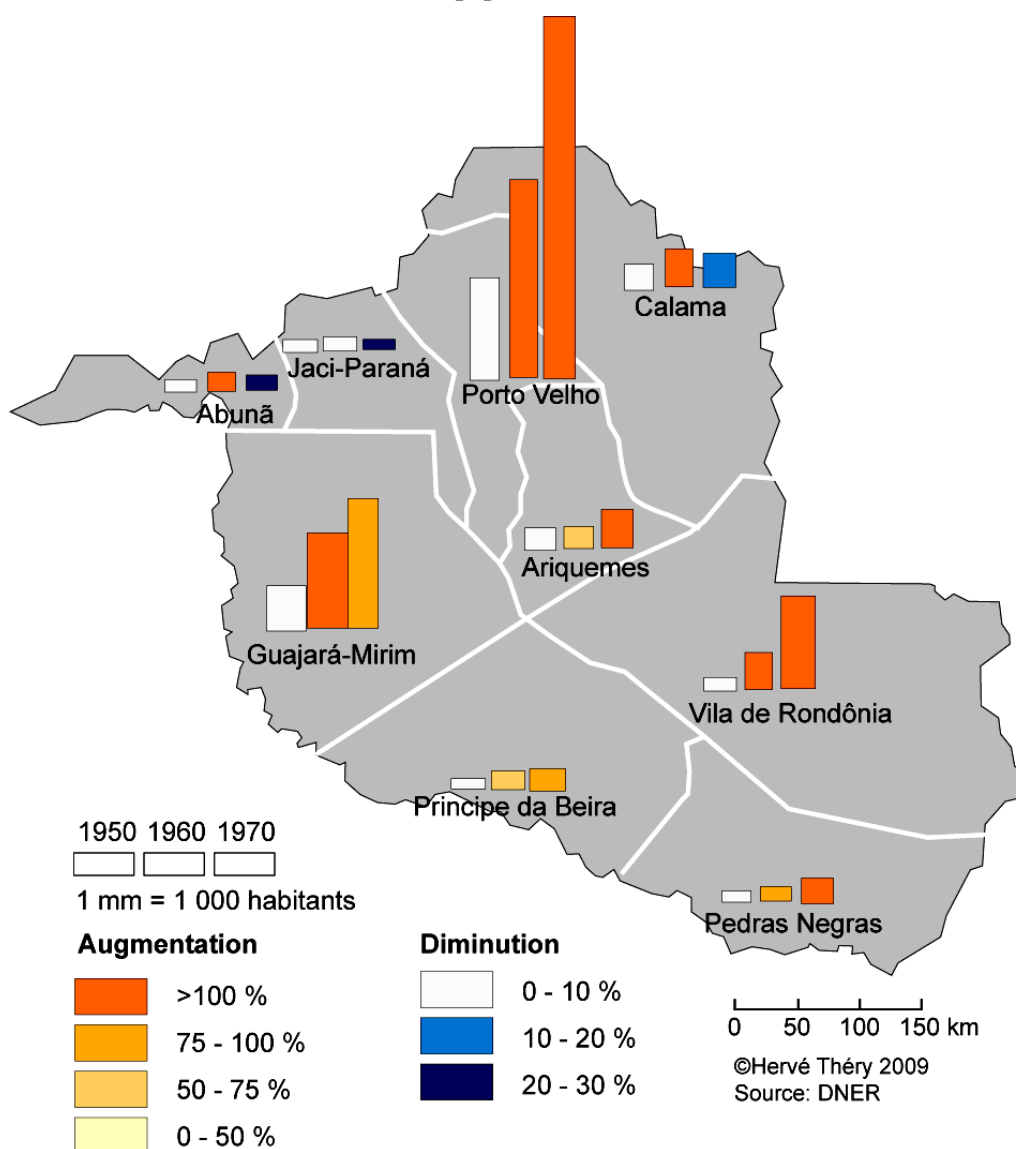 Calama
Jaci-Paraná
Porto Velho
Abunã
Ariquemes
Guajará-Mirim
Vila de Rondônia
Principe da Beira
Pedras Negras
1950 1960 1970
1 mm = 1 000 habitants
Augmentation
>100 %
75 - 100 %
50 - 75 %
0 - 50 %
Diminution
0 - 10 %
10 - 20 %
20 - 30 %
0 50 100 150 km
©Hervé Théry 2009
Source: DNER